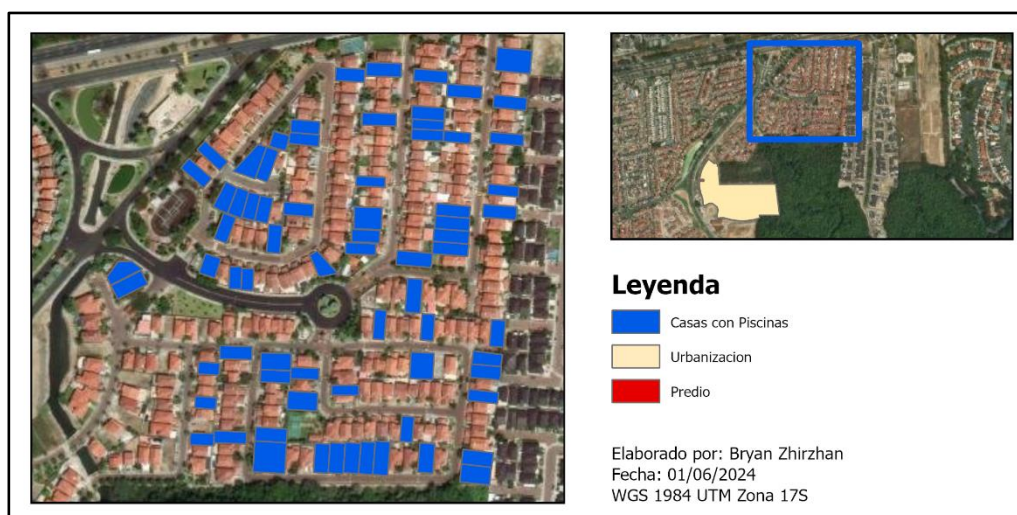 Leyenda
Casas con Piscinas
Urbanizacion
Predio
Elaborado por: Bryan Zhirzhan
Fecha: 01/06/2024
WGS 1984 UTM Zona 17S